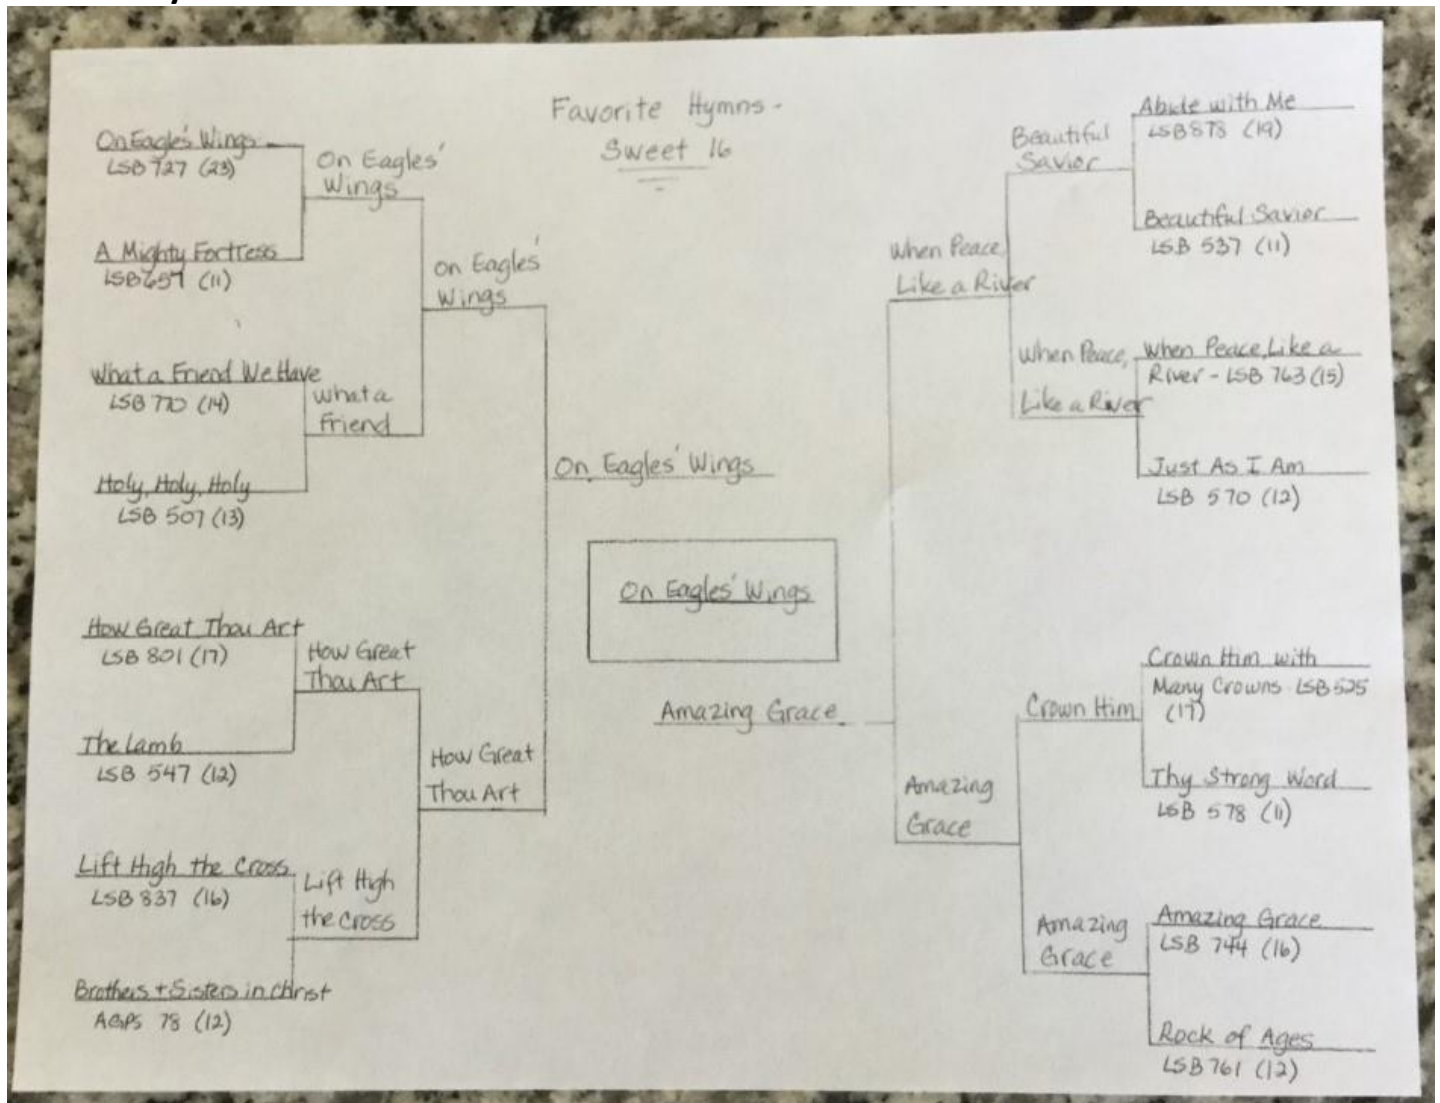 Favorite Hymns -
Sweet 16
On Eagle's Wings
LSB 727 (23)
A Mighty Fortress
LSB 657 (11)
What a Friend We Have
LSB 770 (14)
Holy, Holy, Holy
LSB 507 (13)
How Great Thou Art
LSB 801 (17)
The Lamb
LSB 547 (12)
Lift High the Cross
LSB 837 (16)
Brothers + Sisters in Christ
AGPS 78 (12)
On Eagles'
Wings
What a
Friend
How Great
Thou Art
Lift High
the Cross
On Eagles'
Wings
How Great
Thou Art
On Eagles' Wings
On Eagles' Wings
Amazing Grace
When Peace,
Like a River
Amazing
Grace
Beautiful
Savior
When Peace,
Like a River
Crown Him
Amazing
Grace
Abide with Me
LSB 878 (19)
Beautiful Savior
LSB 537 (11)
When Peace, Like a
River - LSB 763 (15)
Just As I Am
LSB 570 (12)
Crown Him with
Many Crowns LSB 525
(17)
Thy Strong Word
LSB 578 (11)
Amazing Grace
LSB 744 (16)
Rock of Ages
LSB 761 (12)